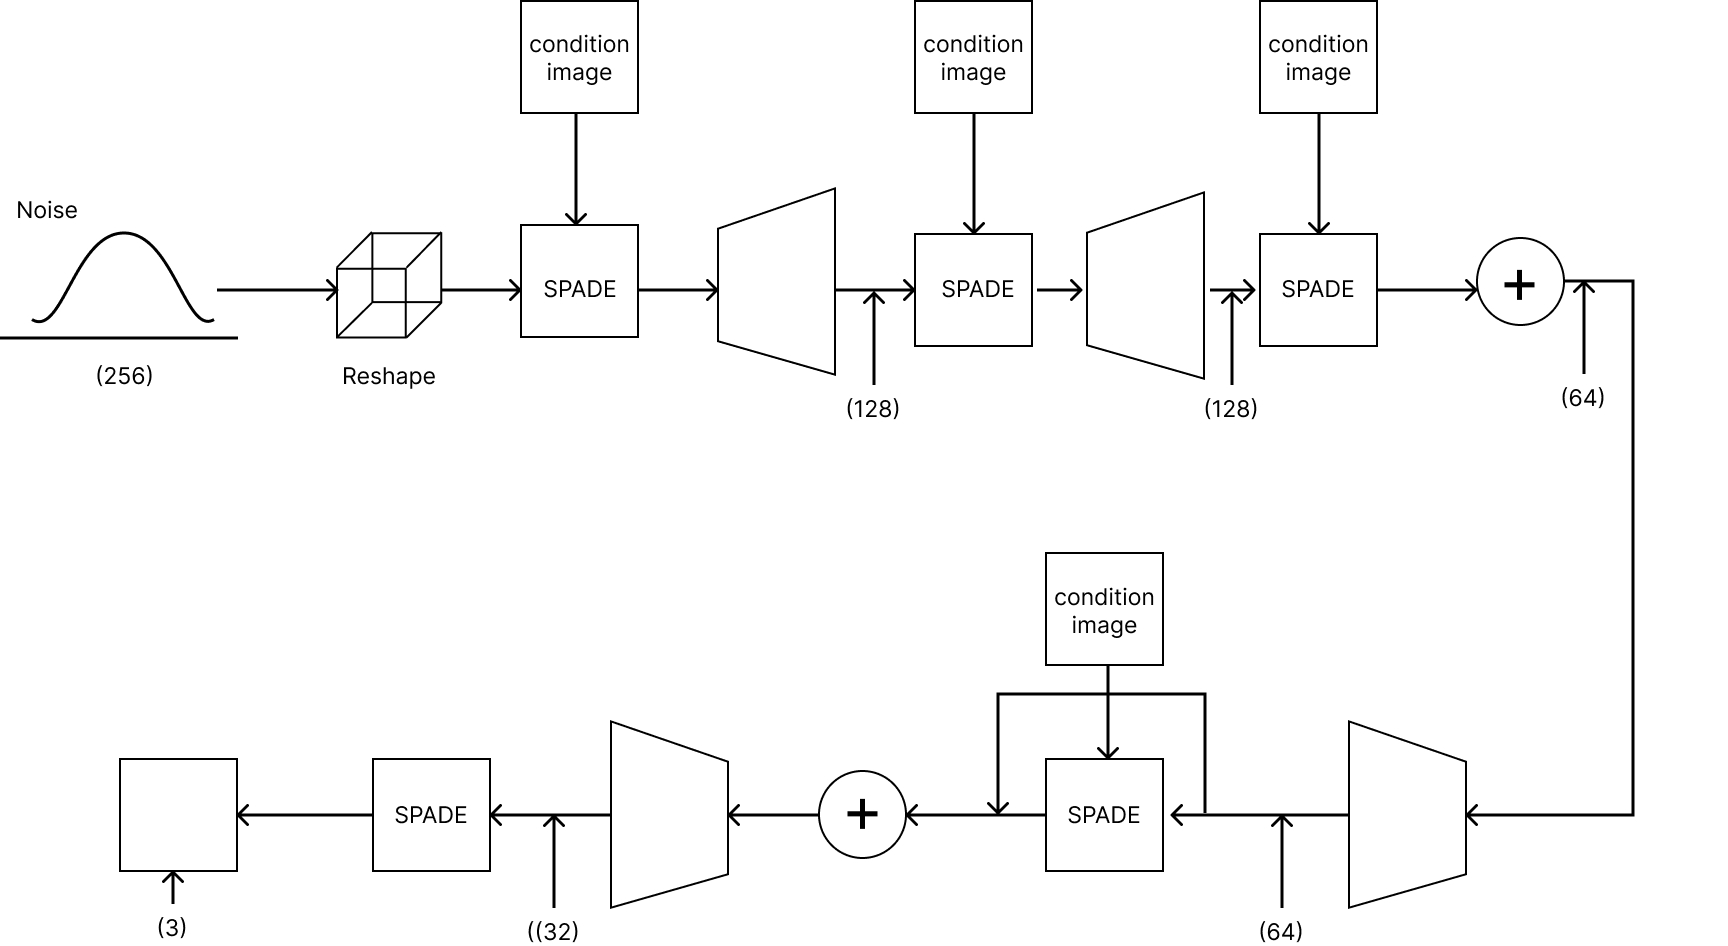 condition
image
condition
image
condition
image
Noise
SPADE
SPADE
SPADE
+
(256)
Reshape
(128)
(128)
(64)
condition
image
SPADE
+
SPADE
(3)
((32)
(64)